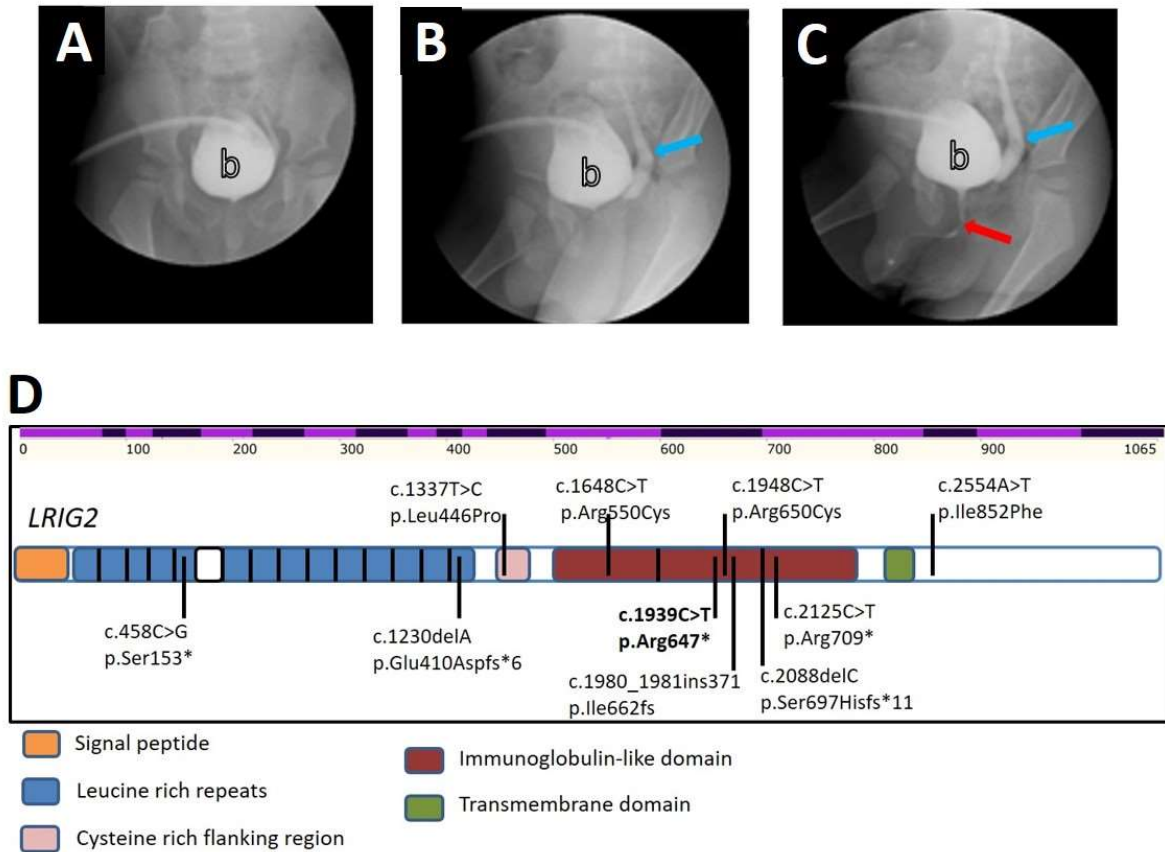 A
B
C
b
b
b
D
0 100 200 300 400 500 600 700 800 900 1065
LRIG2
c.1337T>C
p.Leu446Pro
c.1648C>T
p.Arg550Cys
c.1948C>T
p.Arg650Cys
c.2554A>T
p.Ile852Phe
c.458C>G
p.Ser153*
c.1230delA
p.Glu410Aspfs*6
c.1939C>T
p.Arg647*
c.1980_1981ins371
p.Ile662fs
c.2125C>T
p.Arg709*
c.2088delC
p.Ser697Hisfs*11
Signal peptide
Leucine rich repeats
Cysteine rich flanking region
Immunoglobulin-like domain
Transmembrane domain